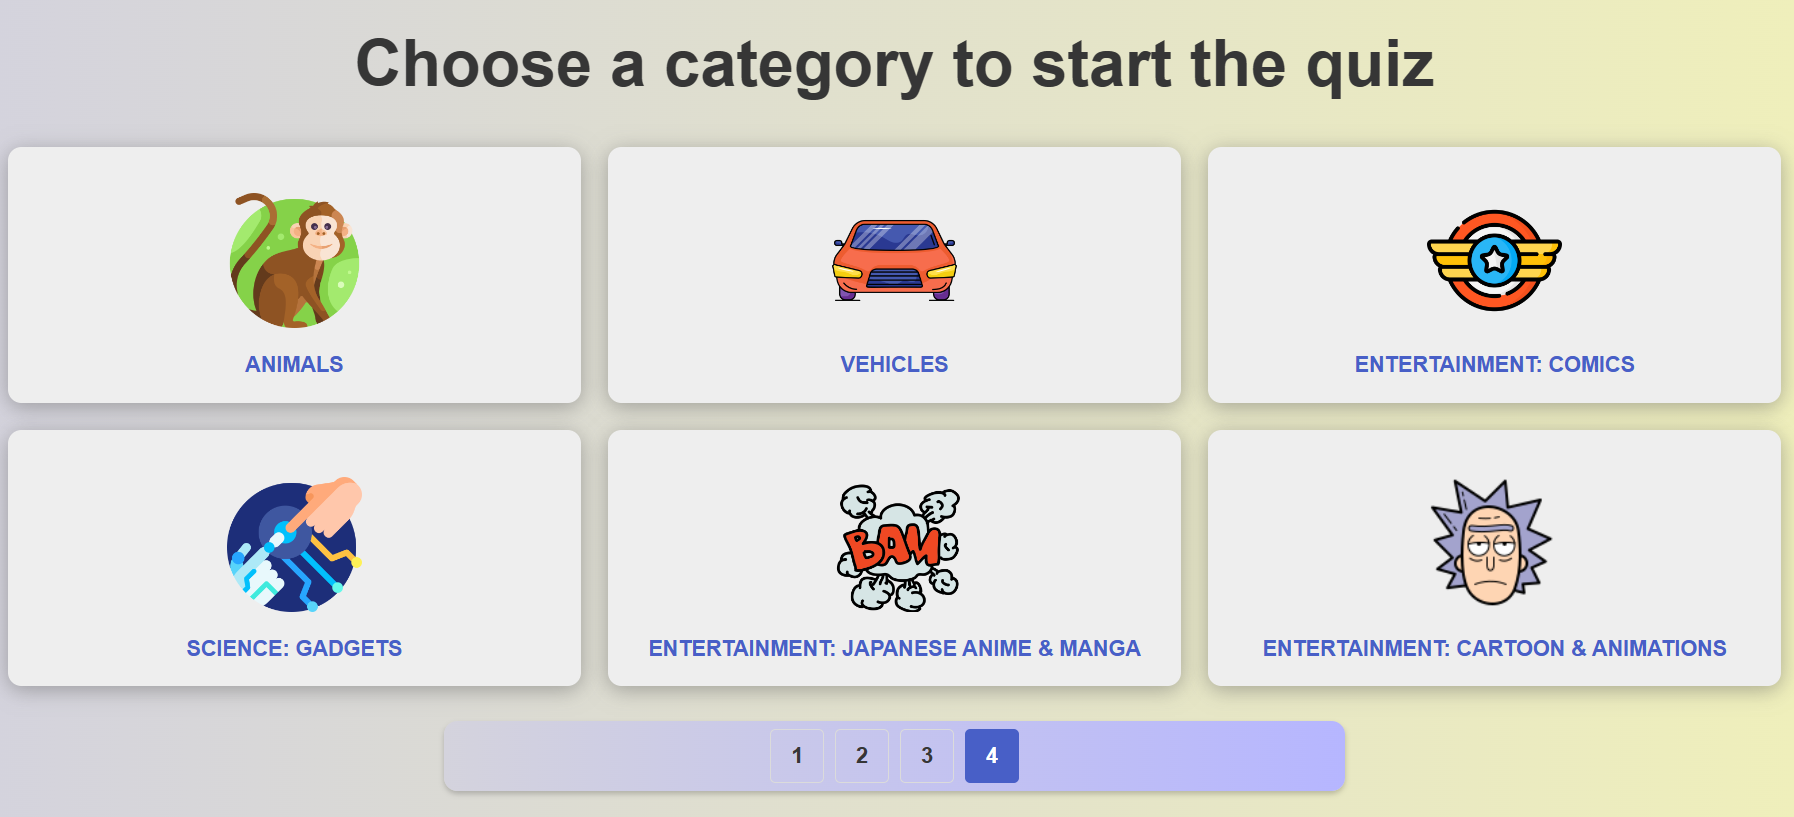 Choose a category to start the quiz
ANIMALS
VEHICLES
ENTERTAINMENT: COMICS
SCIENCE: GADGETS
BAM
ENTERTAINMENT: JAPANESE ANIME & MANGA
ENTERTAINMENT: CARTOON & ANIMATIONS
1 2 3 4